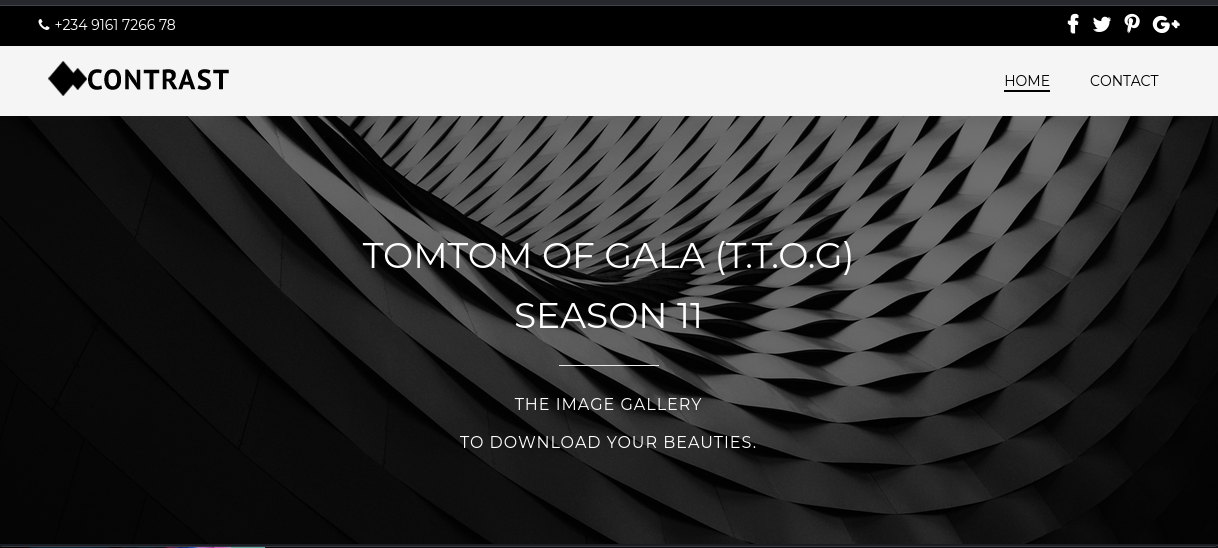 +234 9161 7266 78
CONTRAST
HOME CONTACT
TOMTOM OF GALA (T.T.O.G)
SEASON 11
THE IMAGE GALLERY
TO DOWNLOAD YOUR BEAUTIES.